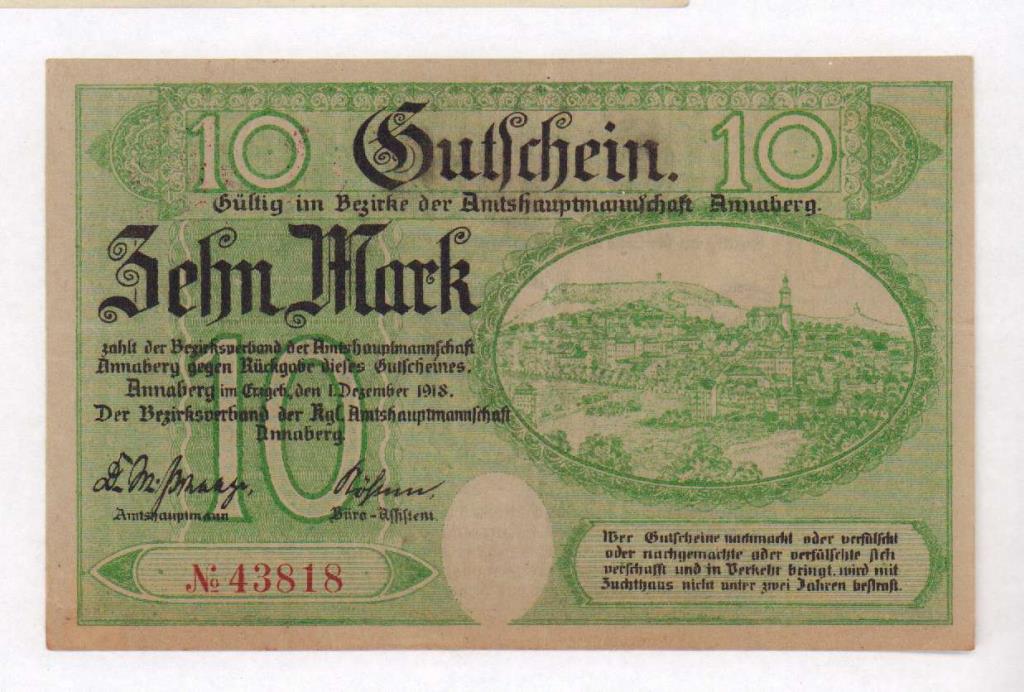 10 Gutschein. 10
Gültig im Bezirke der Amtshauptmannschaft Annaberg.
Zehn Mark
zahlt der Bezirksverband der Amtshauptmannschaft
Annaberg gegen Rückgabe dieses Gutscheines.
Annaberg im Erzgeb., den 1. Dezember 1918.
Der Bezirksverband der Kgl. Amtshauptmannschaft
Annaberg.
10
Amtshauptmann Büro-Assistent
№ 43818
Wer Gutscheine nachmacht oder verfälscht
oder nachgemachte oder verfälschte sich
verschafft und in Verkehr bringt, wird mit
Zuchthaus nicht unter zwei Jahren bestraft.